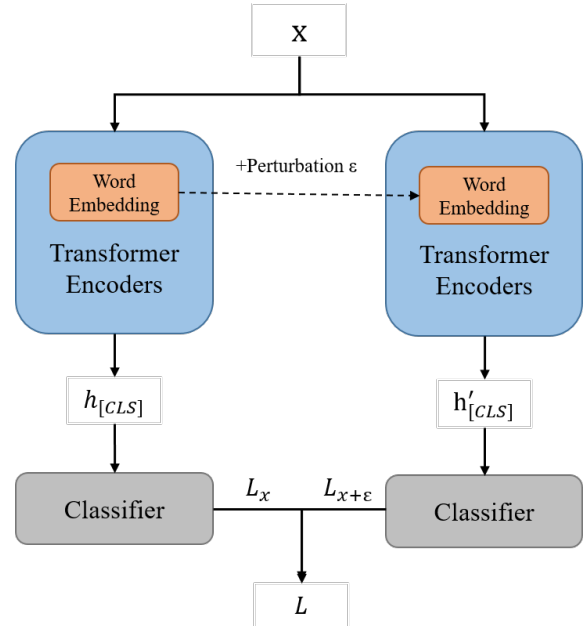 X
+Perturbation ε
Word
Embedding
Transformer
Encoders
Word
Embedding
Transformer
Encoders
h[CLS]
h′[CLS]
Classifier
Lx
Lx+ε
Classifier
L